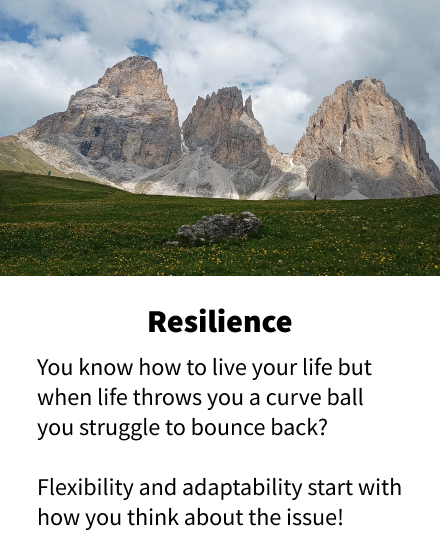 Resilience
You know how to live your life but
when life throws you a curve ball
you struggle to bounce back?
Flexibility and adaptability start with
how you think about the issue!